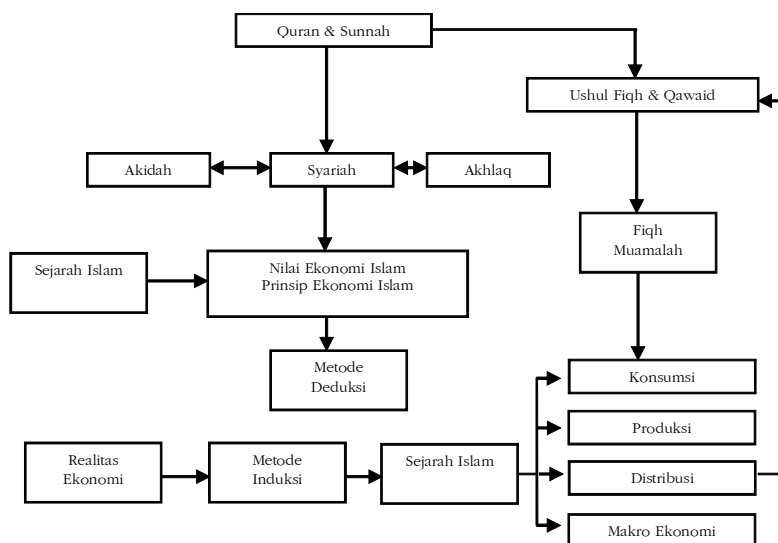 Quran & Sunnah
Ushul Fiqh & Qawaid
Akidah
Syariah
Akhlaq
Fiqh
Muamalah
Sejarah Islam
Nilai Ekonomi Islam
Prinsip Ekonomi Islam
Metode
Deduksi
Konsumsi
Produksi
Realitas
Ekonomi
Metode
Induksi
Sejarah Islam
Distribusi
Makro Ekonomi